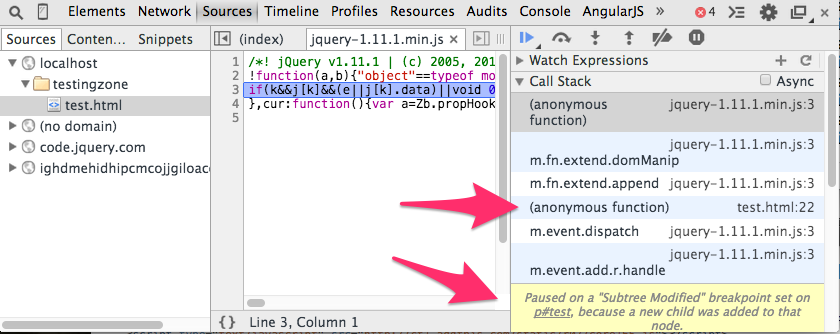 Elements Network Sources Timeline Profiles Resources Audits Console AngularJS » 4
Sources Conten... Snippets
(index) jquery-1.11.1.min.js ×
localhost
testingzone
test.html
(no domain)
code.jquery.com
ighdmehidhipcmcojjgiloaco
1 /*! jQuery v1.11.1 | (c) 2005, 201
2 !function(a,b){"object"==typeof mo
3 if(k&&j[k]&&(e||j[k].data)||void 0
4 },cur:function(){var a=Zb.propHook
5
{} Line 3, Column 1
Watch Expressions
Call Stack Async
(anonymous function) jquery-1.11.1.min.js:3
jquery-1.11.1.min.js:3
m.fn.extend.domManip
m.fn.extend.append jquery-1.11.1.min.js:3
(anonymous function) test.html:22
m.event.dispatch jquery-1.11.1.min.js:3
jquery-1.11.1.min.js:3
m.event.add.r.handle
Paused on a "Subtree Modified" breakpoint set on
p#test, because a new child was added to that
node.